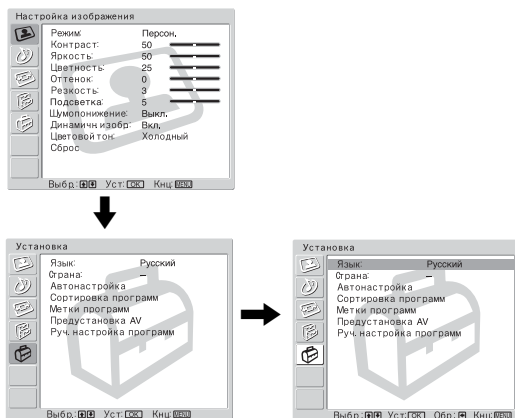 Настройка изображения
Режим: Персон.
Контраст: 50
Яркость: 50
Цветность: 25
Оттенок: 0
Резкость: 3
Подсветка: 5
Шумопонижение: Выкл.
Динамичн.изобр: Вкл.
Цветовой тон: Холодный
Сброс
Выбр.: Уст: OK Кнц: MENU
Установка
Язык: Русский
Страна: –
Автонастройка
Сортировка программ
Метки программ
Предустановка AV
Руч. настройка программ
Выбр.: Уст: OK Кнц: MENU
Установка
Язык: Русский
Страна: –
Автонастройка
Сортировка программ
Метки программ
Предустановка AV
Руч. настройка программ
Выбр.: Уст: OK Обр.: Кнц: MENU